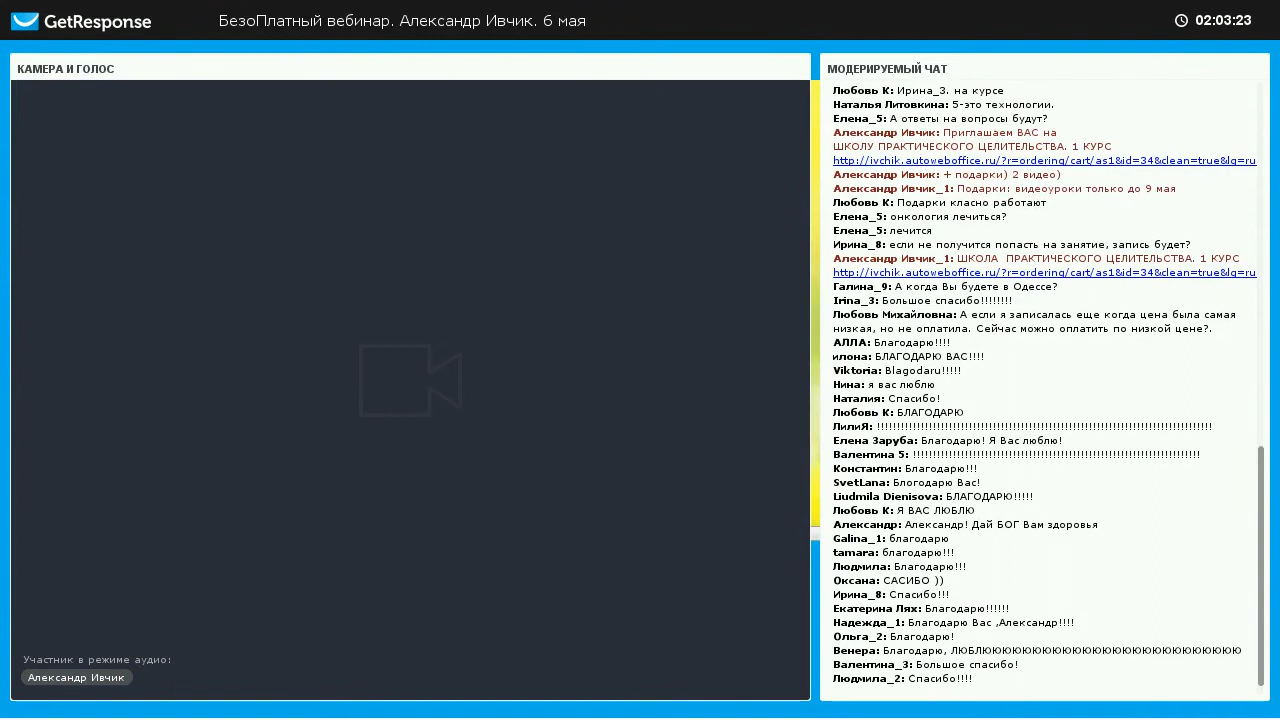 GetResponse
БезоПлатный вебинар. Александр Ивчик. 6 мая
02:03:23
КАМЕРА И ГОЛОС
Участник в режиме аудио:
Александр Ивчик
МОДЕРИРУЕМЫЙ ЧАТ
Любовь К: Ирина_3. на курсе
Наталья Литовкина: 5-это технологии.
Елена_5: А ответы на вопросы будут?
Александр Ивчик: Приглашаем ВАС на
ШКОЛУ ПРАКТИЧЕСКОГО ЦЕЛИТЕЛЬСТВА. 1 КУРС
http://ivchik.autoweboffice.ru/?r=ordering/cart/as1&id=34&clean=true&lg=ru
Александр Ивчик: + подарки) 2 видео)
Александр Ивчик_1: Подарки: видеоуроки только до 9 мая
Любовь К: Подарки класно работают
Елена_5: онкология лечиться?
Елена_5: лечится
Ирина_8: если не получится попасть на занятие, запись будет?
Александр Ивчик_1: ШКОЛА  ПРАКТИЧЕСКОГО ЦЕЛИТЕЛЬСТВА. 1 КУРС
http://ivchik.autoweboffice.ru/?r=ordering/cart/as1&id=34&clean=true&lg=ru
Галина_9: А когда Вы будете в Одессе?
Irina_3: Большое спасибо!!!!!!!!
Любовь Михайловна: А если я записалась еще когда цена была самая
низкая, но не оплатила. Сейчас можно оплатить по низкой цене?.
АЛЛА: Благодарю!!!!
илона: БЛАГОДАРЮ ВАС!!!!
Viktoria: Blagodaru!!!!!
Нина: я вас люблю
Наталия: Спасибо!
Любовь К: БЛАГОДАРЮ
ЛилиЯ: !!!!!!!!!!!!!!!!!!!!!!!!!!!!!!!!!!!!!!!!!!!!!!!!!!!!!!!!!!!!!!!!!!!!!!!!!!!!!!!!!!!!
Елена Заруба: Благодарю! Я Вас люблю!
Валентина 5: !!!!!!!!!!!!!!!!!!!!!!!!!!!!!!!!!!!!!!!!!!!!!!!!!!!!!!!!!!!!!!!!!!!!!!!!
Константин: Благодарю!!!
SvetLana: Блогодарю Вас!
Liudmila Dienisova: БЛАГОДАРЮ!!!!!
Любовь К: Я ВАС ЛЮБЛЮ
Александр: Александр! Дай БОГ Вам здоровья
Galina_1: благодарю
tamara: благодарю!!!
Людмила: Благодарю!!!
Оксана: САСИБО ))
Ирина_8: Спасибо!!!
Екатерина Лях: Благодарю!!!!!!
Надежда_1: Благодарю Вас ,Александр!!!!
Ольга_2: Благодарю!
Венера: Благодарю, ЛЮБЛЮЮЮЮЮЮЮЮЮЮЮЮЮЮЮЮЮЮЮЮЮЮЮЮЮЮ
Валентина_3: Большое спасибо!
Людмила_2: Спасибо!!!!